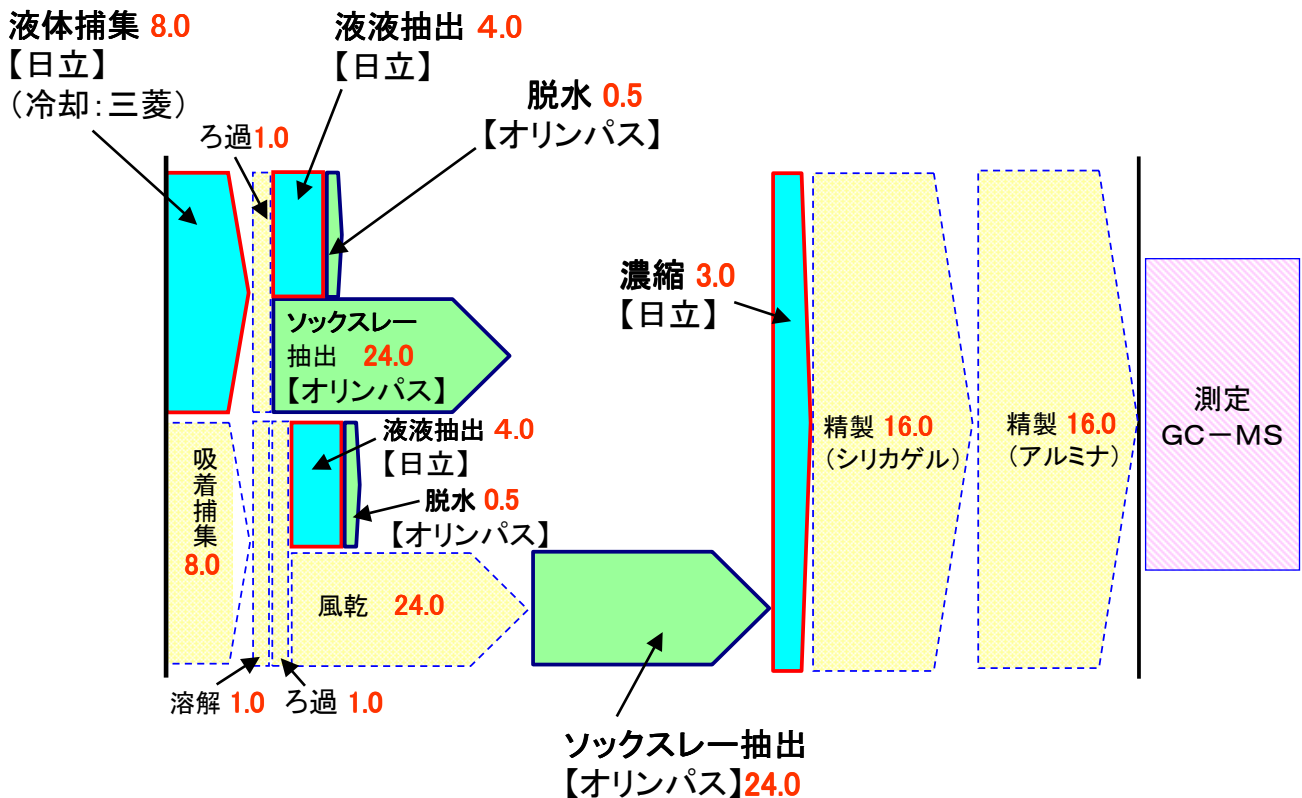 液体捕集 8.0
【日立】
（冷却：三菱）
液液抽出 4.0
【日立】
脱水 0.5
【オリンパス】
ろ過1.0
ソックスレー
抽出 24.0
【オリンパス】
濃縮 3.0
【日立】
吸着捕集
8.0
液液抽出 4.0
【日立】
脱水 0.5
【オリンパス】
風乾 24.0
溶解 1.0
ろ過 1.0
ソックスレー抽出
【オリンパス】24.0
精製 16.0
（シリカゲル）
精製 16.0
（アルミナ）
測定
GC－MS